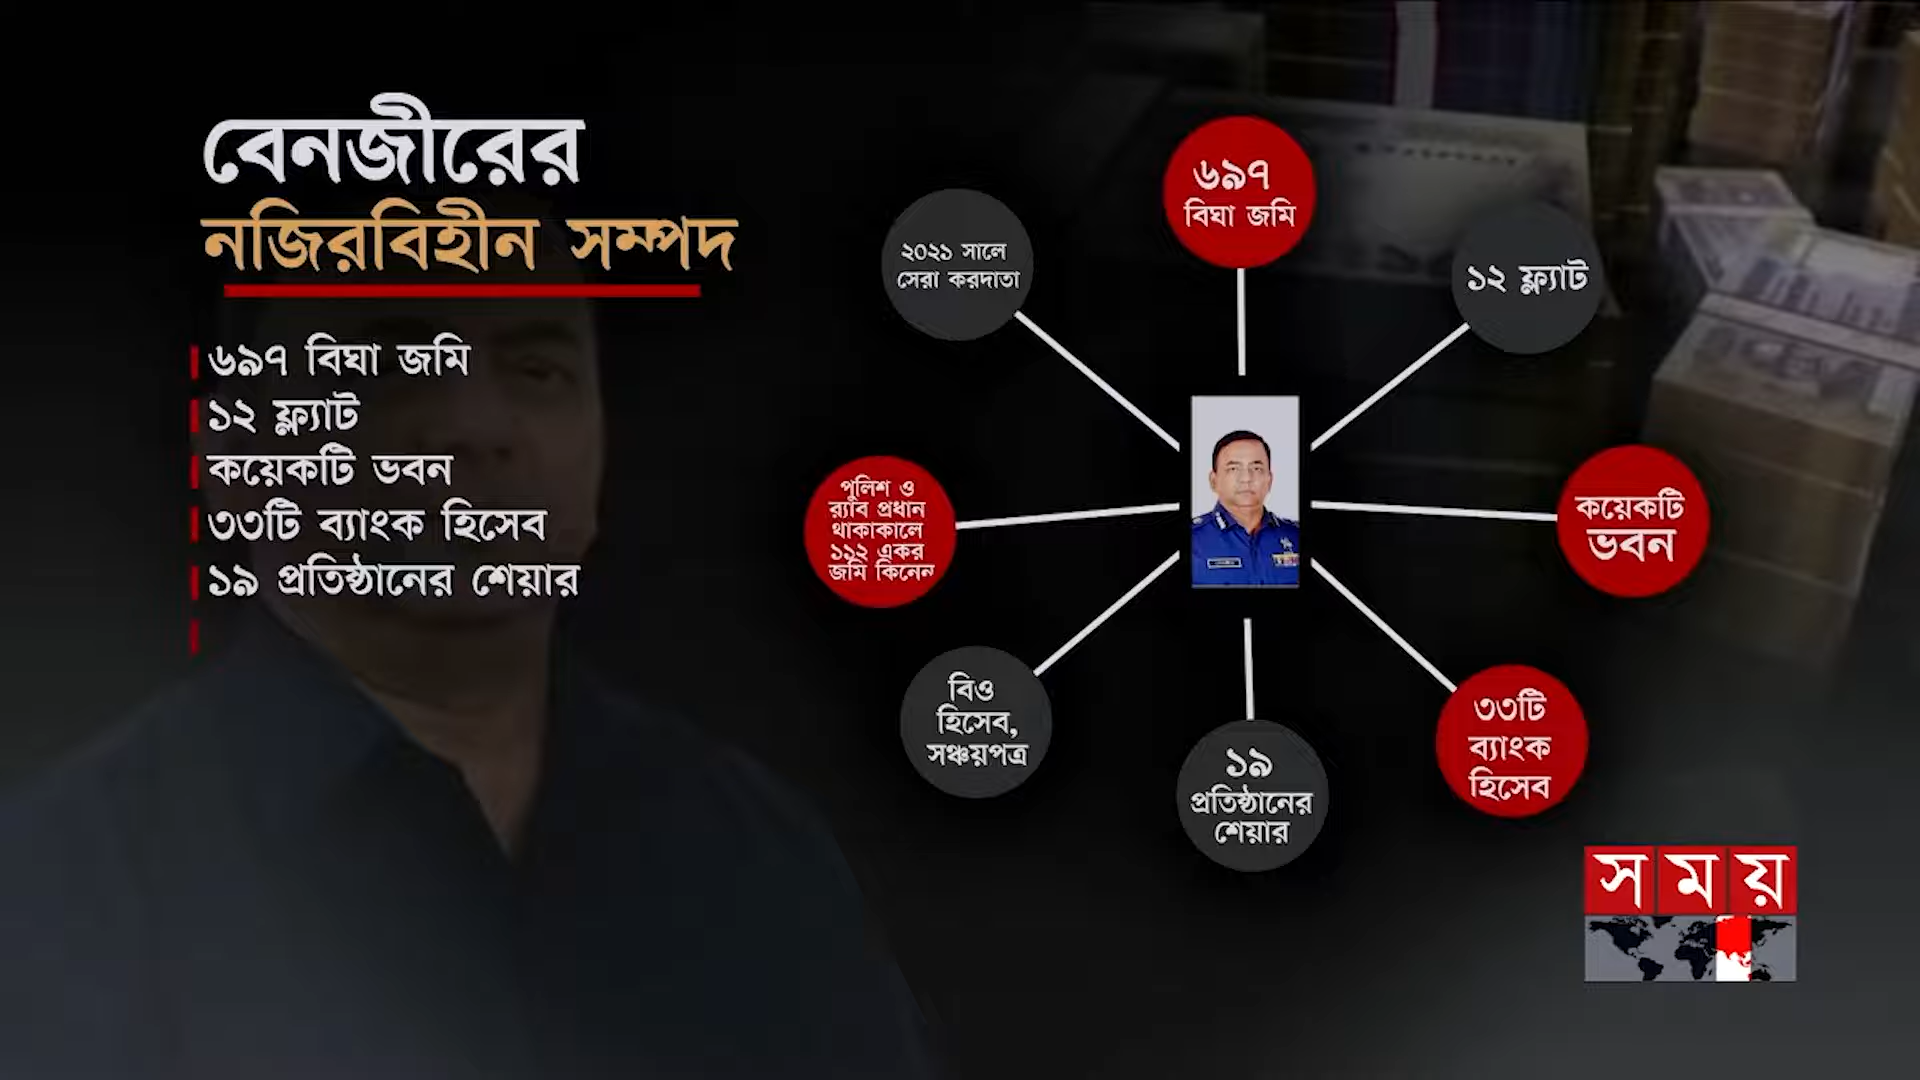 বেনজীরের
নজিরবিহীন সম্পদ
৬৯৭ বিঘা জমি
১২ ফ্ল্যাট
কয়েকটি ভবন
৩৩টি ব্যাংক হিসেব
১৯ প্রতিষ্ঠানের শেয়ার
৬৯৭
বিঘা জমি
১২ ফ্ল্যাট
কয়েকটি
ভবন
৩৩টি
ব্যাংক
হিসেব
১৯
প্রতিষ্ঠানের
শেয়ার
বিও
হিসেব,
সঞ্চয়পত্র
পুলিশ ও
র‍্যাব প্রধান
থাকাকালে
১১২ একর
জমি কিনেন
২০২১ সালে
সেরা করদাতা
সময়